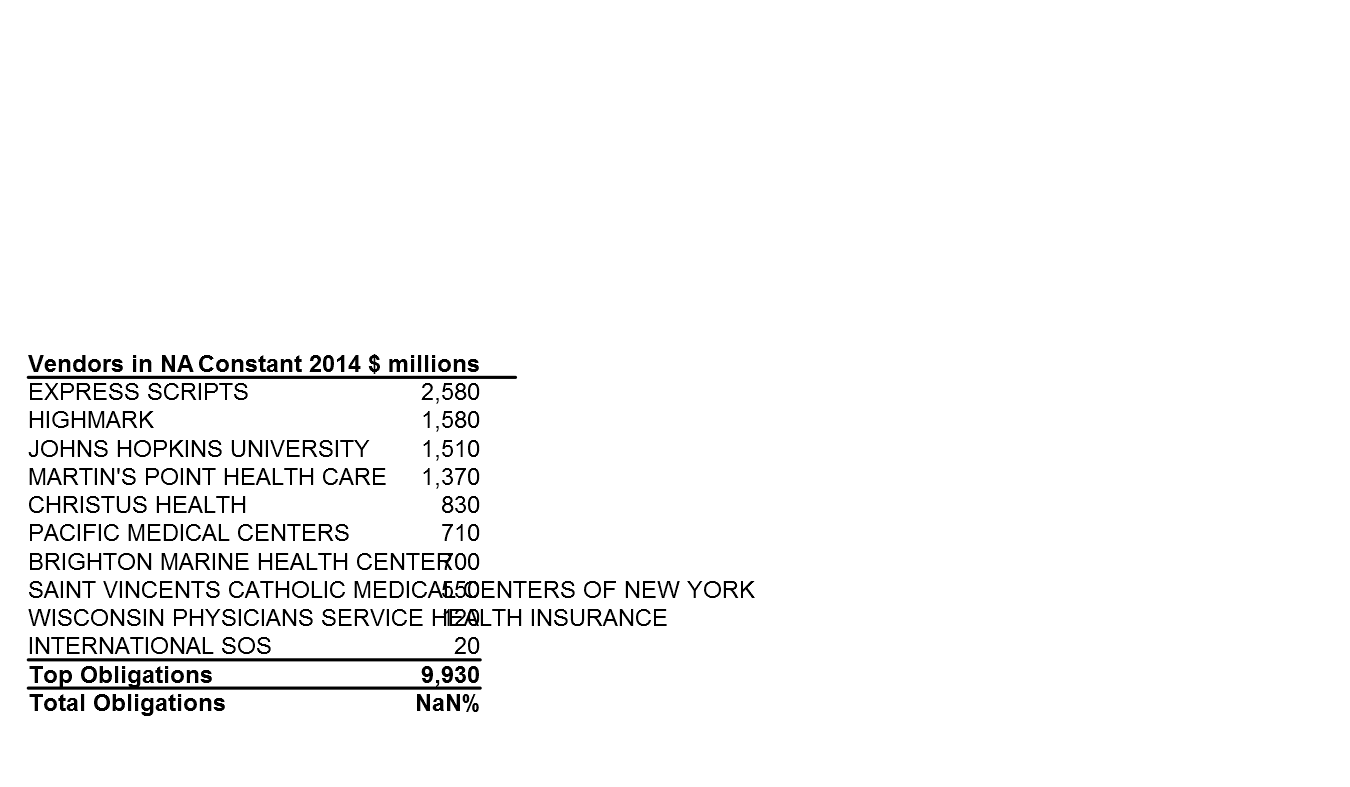 Vendors in NA Constant 2014 $ millions
EXPRESS SCRIPTS 2,580
HIGHMARK 1,580
JOHNS HOPKINS UNIVERSITY 1,510
MARTIN'S POINT HEALTH CARE 1,370
CHRISTUS HEALTH 830
PACIFIC MEDICAL CENTERS 710
BRIGHTON MARINE HEALTH CENTER 700
SAINT VINCENTS CATHOLIC MEDICAL CENTERS OF NEW YORK 550
WISCONSIN PHYSICIANS SERVICE HEALTH INSURANCE 120
INTERNATIONAL SOS 20
Top Obligations 9,930
Total Obligations NaN%